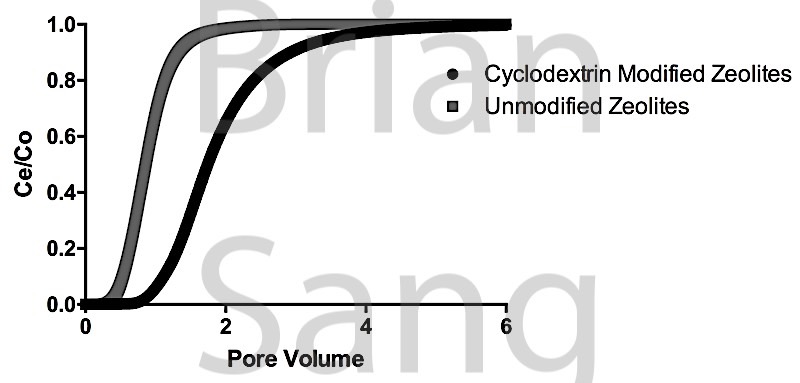 1.0
0.8
0.6
0.4
0.2
0.0
Ce/Co
0 2 4 6
Pore Volume
Cyclodextrin Modified Zeolites
Unmodified Zeolites
Brian
Sang